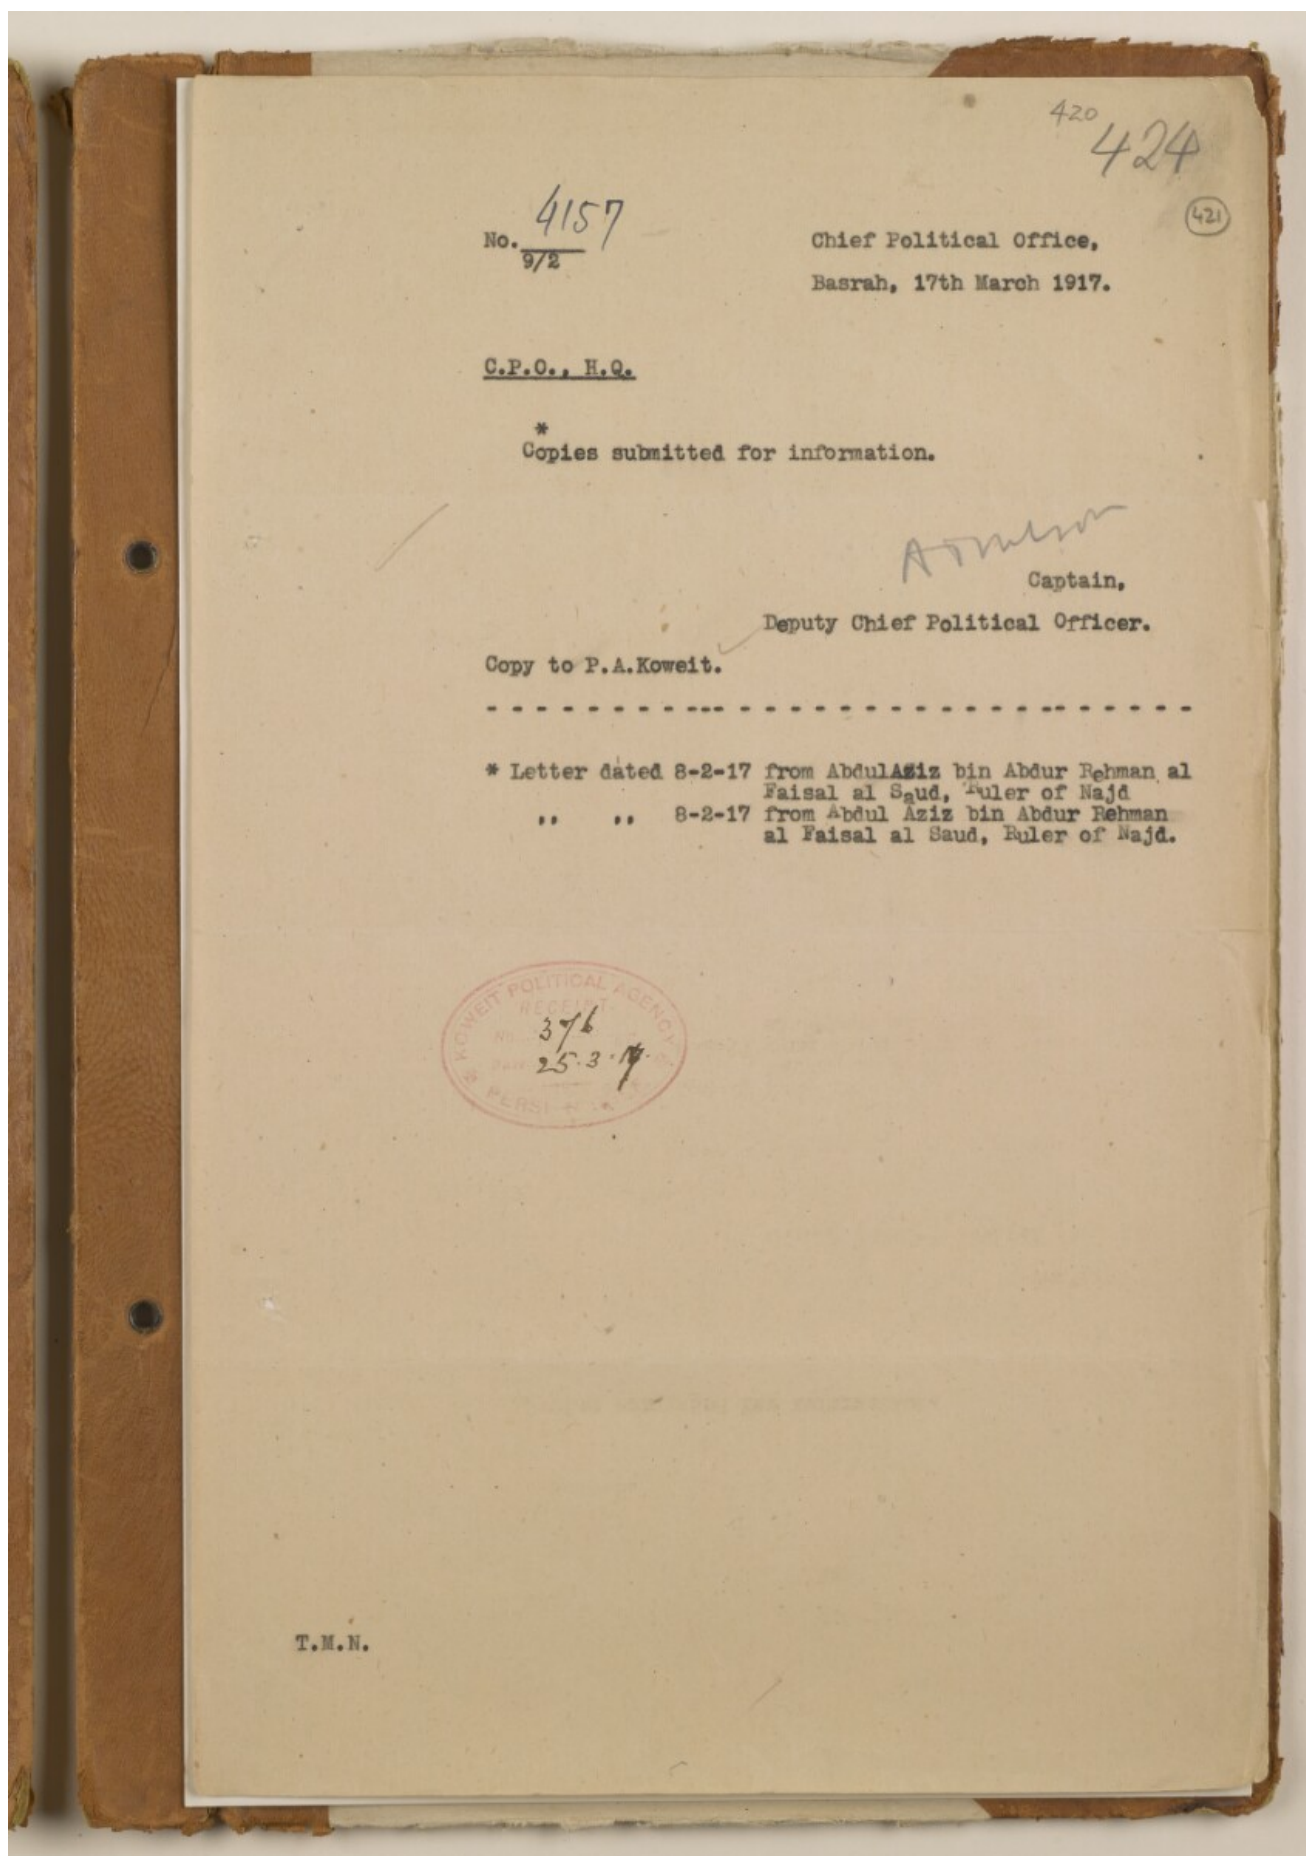 420
424
421
No. 4157
9/2
Chief Political Office,
Basrah, 17th March 1917.
C.P.O., H.Q.
*
Copies submitted for information.
Captain,
Deputy Chief Political Officer.
Copy to P.A.Koweit.
* Letter dated 8-2-17 from AbdulAziz bin Abdur Rehman al
Faisal al Saud, Ruler of Najd
,, ,, 8-2-17 from Abdul Aziz bin Abdur Rehman
al Faisal al Saud, Ruler of Najd.
KOWEIT POLITICAL AGENCY
RECEIPT
No. 376
Date 25.3.17.
T.M.N.